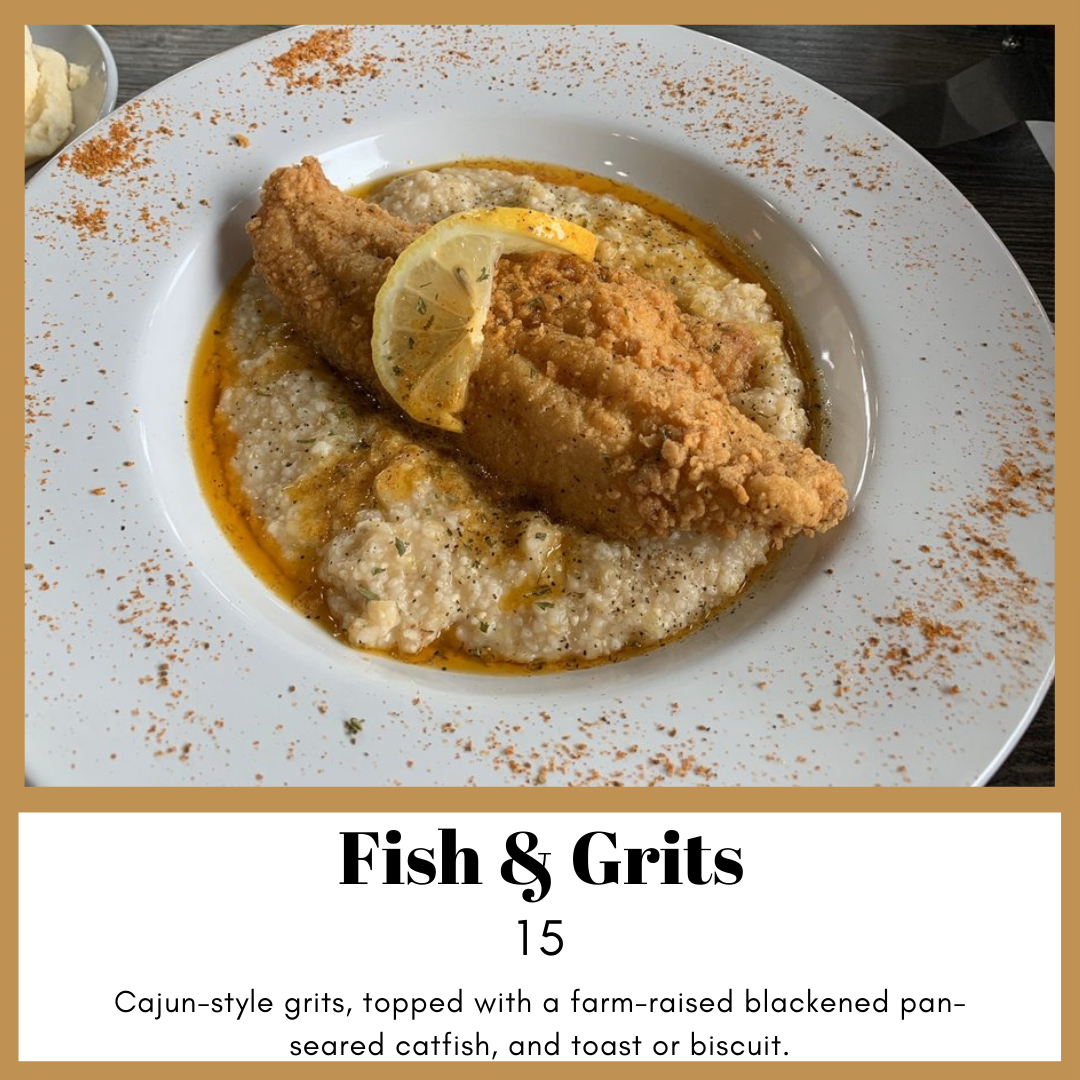 Fish & Grits
15
Cajun-style grits, topped with a farm-raised blackened pan-
seared catfish, and toast or biscuit.